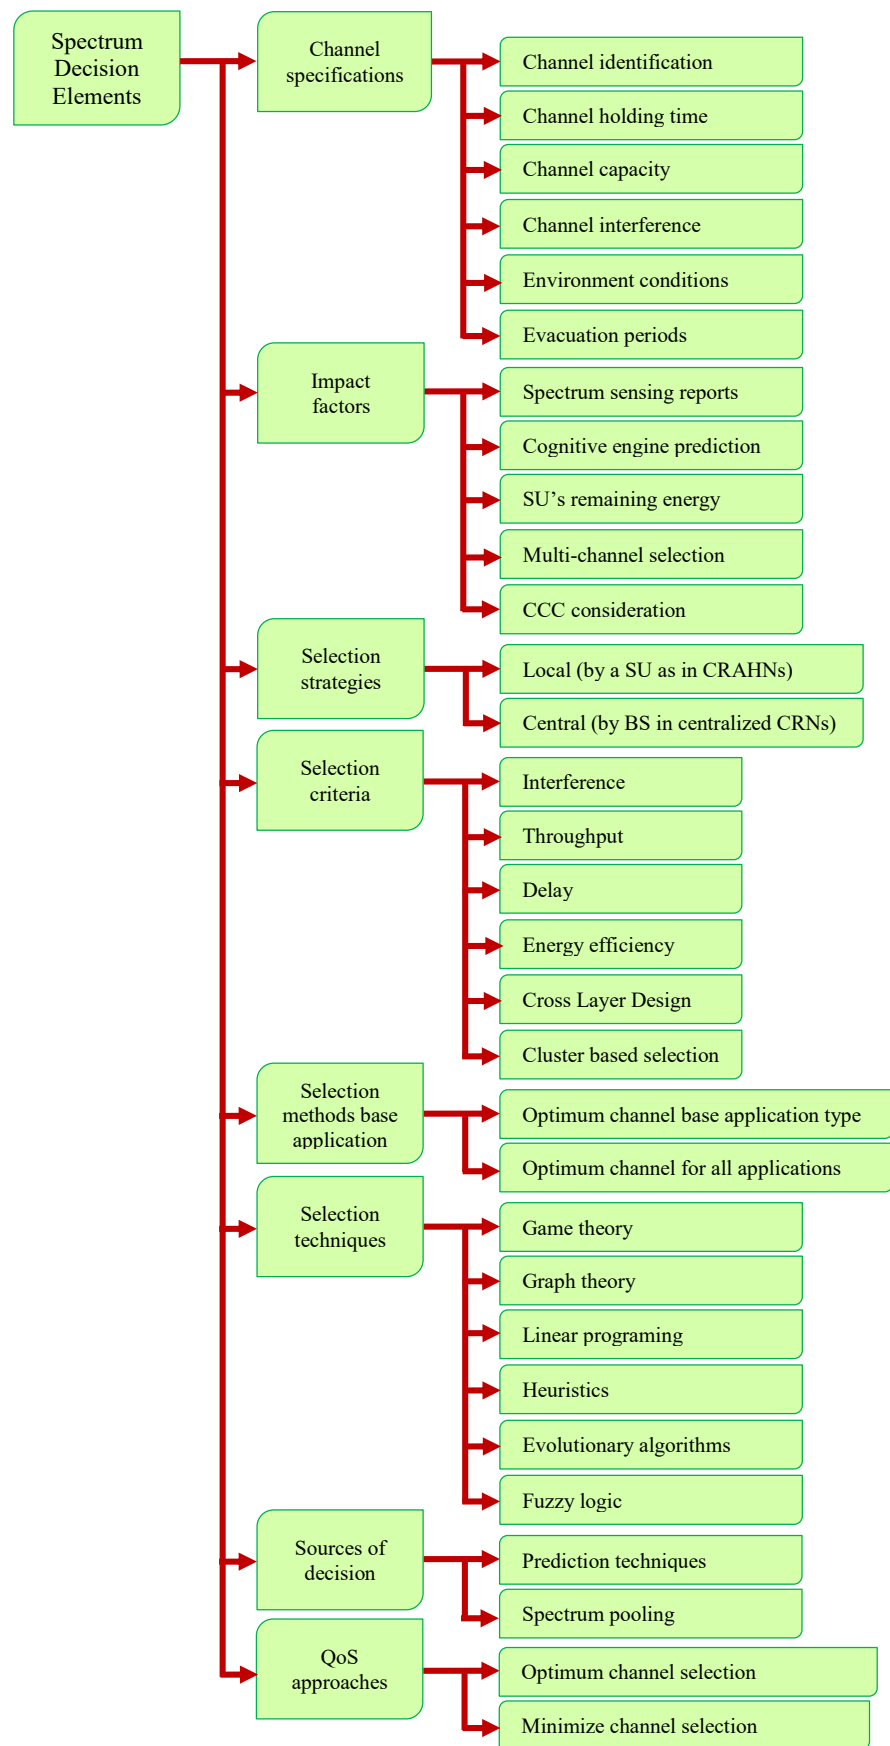 Spectrum
Decision
Elements
Channel
specifications
Channel identification
Channel holding time
Channel capacity
Channel interference
Environment conditions
Evacuation periods
Impact
factors
Spectrum sensing reports
Cognitive engine prediction
SU’s remaining energy
Multi-channel selection
CCC consideration
Selection
strategies
Local (by a SU as in CRAHNs)
Central (by BS in centralized CRNs)
Selection
criteria
Interference
Throughput
Delay
Energy efficiency
Cross Layer Design
Cluster based selection
Selection
methods base
application
Optimum channel base application type
Optimum channel for all applications
Selection
techniques
Game theory
Graph theory
Linear programing
Heuristics
Evolutionary algorithms
Fuzzy logic
Sources of
decision
Prediction techniques
Spectrum pooling
QoS
approaches
Optimum channel selection
Minimize channel selection